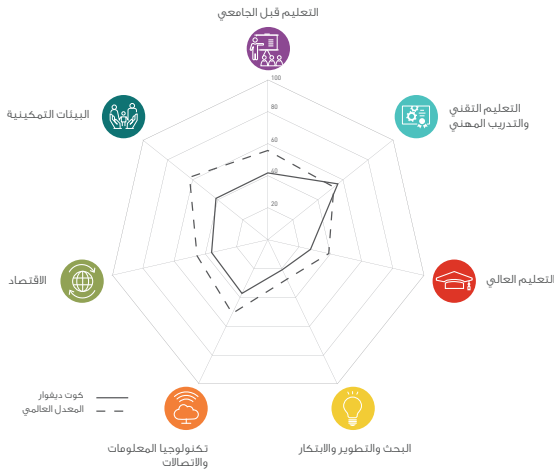 التعليم قبل الجامعي
100
80
60
40
20
البيئات التمكينية
التعليم التقني
والتدريب المهني
الاقتصاد
التعليم العالي
كوت ديفوار
المعدل العالمي
تكنولوجيا المعلومات
والاتصالات
البحث والتطوير والابتكار